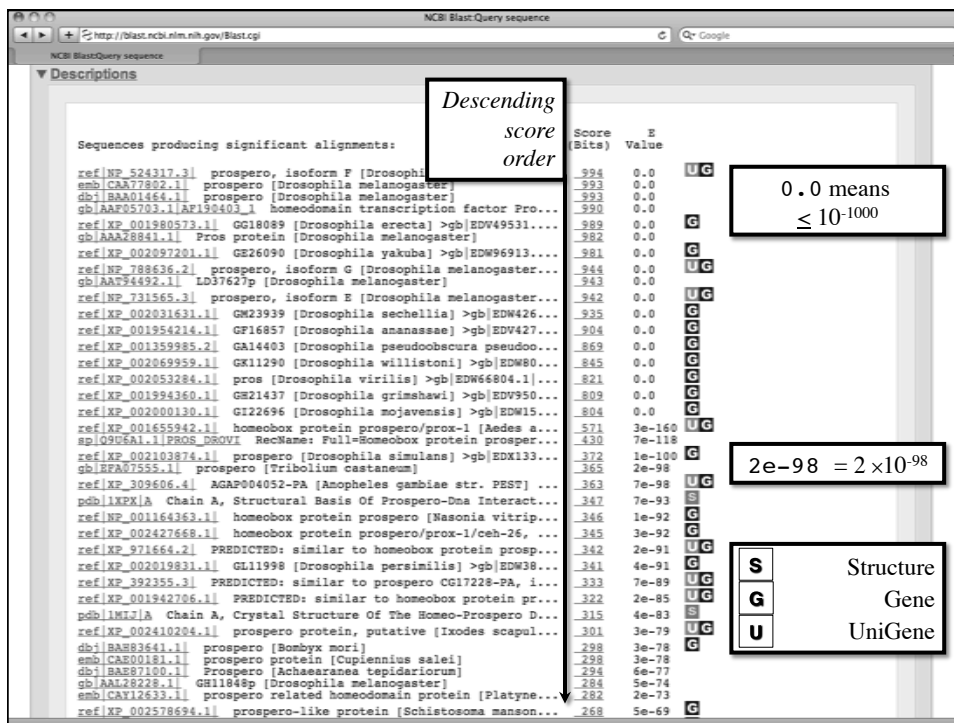 NCBI Blast:Query sequence
http://blast.ncbi.nlm.nih.gov/Blast.cgi
Google
NCBI Blast:Query sequence
Descriptions
Descending
score
order
Score E
Sequences producing significant alignments: (Bits) Value
ref|NP_524317.3| prospero, isoform F [Drosophi 994 0.0 U G
emb|CAA77802.1| prospero [Drosophila melanogaster] 993 0.0
dbj|BAA01464.1| prospero [Drosophila melanogaster] 993 0.0
gb|AAF05703.1|AF190403_1 homeodomain transcription factor Pro... 990 0.0
ref|XP_001980573.1| GG18089 [Drosophila erecta] >gb|EDV49531.... 989 0.0 G
gb|AAA28841.1| Pros protein [Drosophila melanogaster] 982 0.0
ref|XP_002097201.1| GE26090 [Drosophila yakuba] >gb|EDW96913.... 981 0.0 G
ref|NP_788636.2| prospero, isoform G [Drosophila melanogaster... 944 0.0 U G
gb|AAT94492.1| LD37627p [Drosophila melanogaster] 943 0.0
ref|NP_731565.3| prospero, isoform E [Drosophila melanogaster... 942 0.0 U G
ref|XP_002031631.1| GM23939 [Drosophila sechellia] >gb|EDW426... 935 0.0 G
ref|XP_001954214.1| GF16857 [Drosophila ananassae] >gb|EDV427... 904 0.0 G
ref|XP_001359985.2| GA14403 [Drosophila pseudoobscura pseudoo... 869 0.0 G
ref|XP_002069959.1| GK11290 [Drosophila willistoni] >gb|EDW80... 845 0.0 G
ref|XP_002053284.1| pros [Drosophila virilis] >gb|EDW66804.1|... 821 0.0 G
ref|XP_001994360.1| GH21437 [Drosophila grimshawi] >gb|EDV950... 809 0.0 G
ref|XP_002000130.1| GI22696 [Drosophila mojavensis] >gb|EDW15... 804 0.0 G
ref|XP_001655942.1| homeobox protein prospero/prox-1 [Aedes a... 571 3e-160 U G
sp|Q9U6A1.1|PROS_DROVI RecName: Full=Homeobox protein prosper... 430 7e-118
ref|XP_002103874.1| prospero [Drosophila simulans] >gb|EDX133... 372 1e-100 G
gb|EFA07555.1| prospero [Tribolium castaneum] 365 2e-98
ref|XP_309606.4| AGAP004052-PA [Anopheles gambiae str. PEST] ... 363 7e-98 U G
pdb|1XPX|A Chain A, Structural Basis Of Prospero-Dna Interact... 347 7e-93 S
ref|NP_001164363.1| homeobox protein prospero [Nasonia vitrip... 346 1e-92 G
ref|XP_002427668.1| homeobox protein prospero/prox-1/ceh-26, ... 345 3e-92 G
ref|XP_971664.2| PREDICTED: similar to homeobox protein prosp... 342 2e-91 U G
ref|XP_002019831.1| GL11998 [Drosophila persimilis] >gb|EDW38... 341 4e-91 G
ref|XP_392355.3| PREDICTED: similar to prospero CG17228-PA, i... 333 7e-89 U G
ref|XP_001942706.1| PREDICTED: similar to homeobox protein pr... 322 2e-85 U G
pdb|1MIJ|A Chain A, Crystal Structure Of The Homeo-Prospero D... 315 4e-83 S
ref|XP_002410204.1| prospero protein, putative [Ixodes scapul... 301 3e-79 U G
dbj|BAH83641.1| prospero [Bombyx mori] 298 3e-78 G
emb|CAE00181.1| prospero protein [Cupiennius salei] 298 3e-78
dbj|BAE87100.1| Prospero [Achaearanea tepidariorum] 294 6e-77
gb|AAL28228.1| GH11848p [Drosophila melanogaster] 284 5e-74
emb|CAY12633.1| prospero related homeodomain protein [Platyne... 282 2e-73
ref|XP_002578694.1| prospero-like protein [Schistosoma manson... 268 5e-69 G
0.0 means
≤ 10⁻¹⁰⁰⁰
2e-98 = 2 ×10⁻⁹⁸
S Structure
G Gene
U UniGene